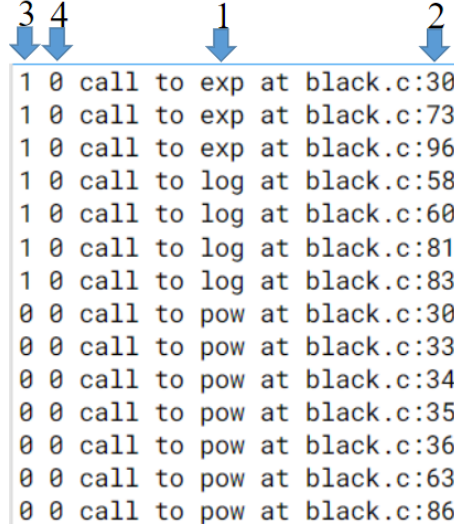 3 4 1 2
1 0 call to exp at black.c:30
1 0 call to exp at black.c:73
1 0 call to exp at black.c:96
1 0 call to log at black.c:58
1 0 call to log at black.c:60
1 0 call to log at black.c:81
1 0 call to log at black.c:83
0 0 call to pow at black.c:30
0 0 call to pow at black.c:33
0 0 call to pow at black.c:34
0 0 call to pow at black.c:35
0 0 call to pow at black.c:36
0 0 call to pow at black.c:63
0 0 call to pow at black.c:86